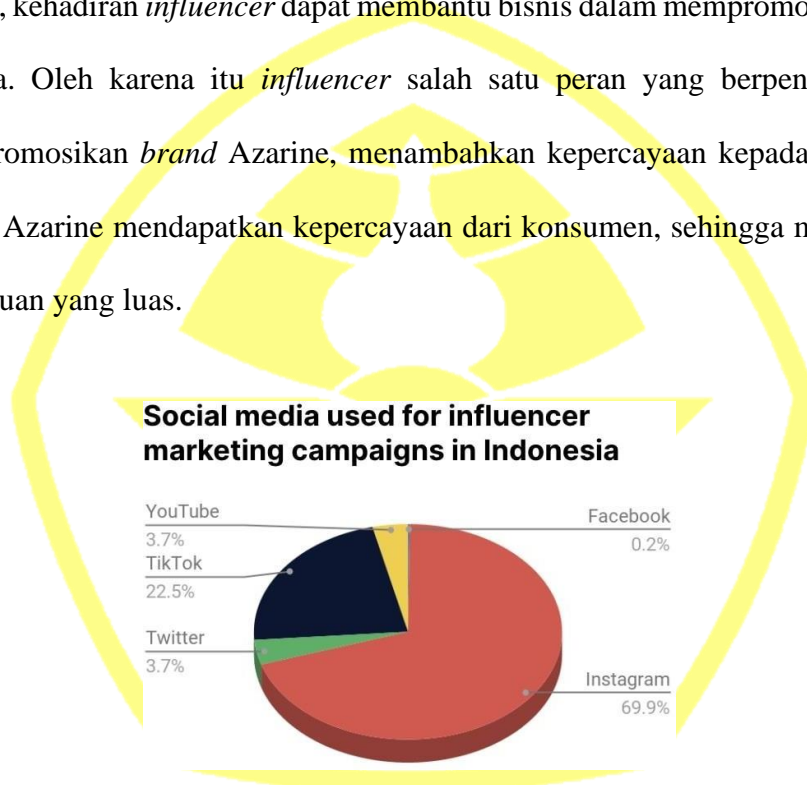 , kehadiran influencer dapat membantu bisnis dalam mempromo
a. Oleh karena itu influencer salah satu peran yang berpen
romosikan brand Azarine, menambahkan kepercayaan kepada
Azarine mendapatkan kepercayaan dari konsumen, sehingga
uan yang luas.
Social media used for influencer
marketing campaigns in Indonesia
YouTube
3.7%
Facebook
0.2%
TikTok
22.5%
Twitter
3.7%
Instagram
69.9%